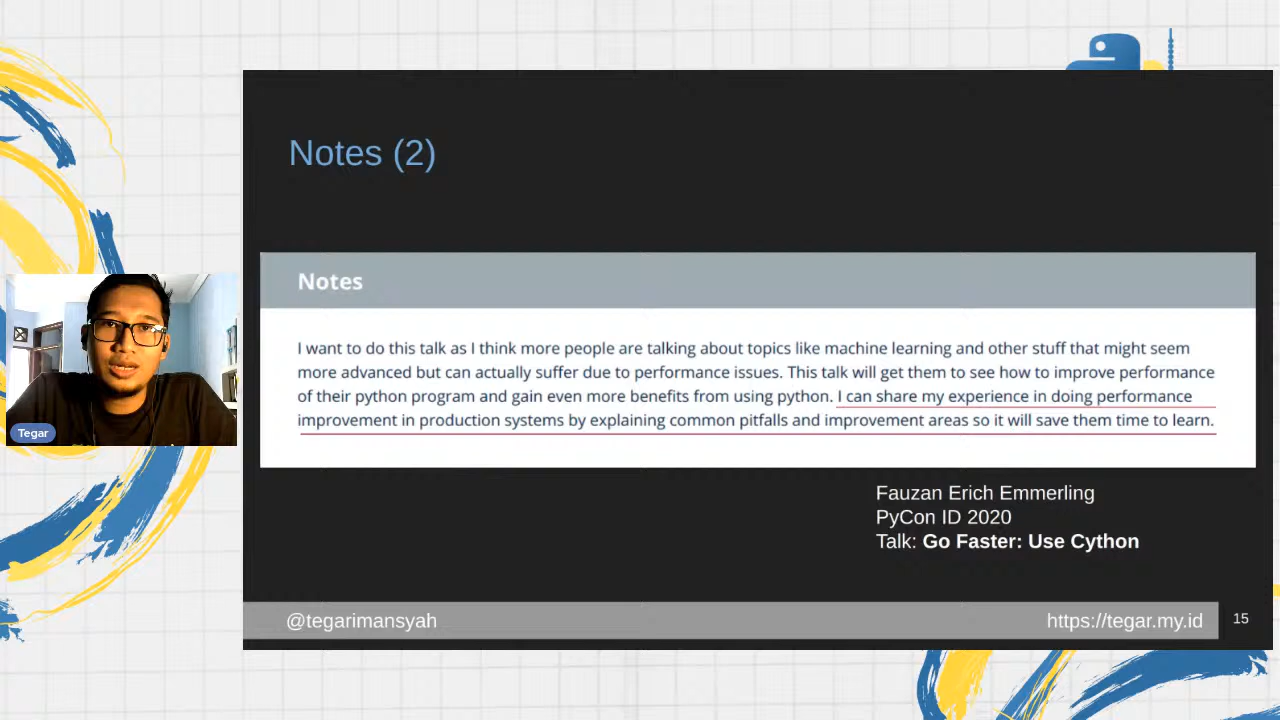 Notes (2)
Notes
I want to do this talk as I think more people are talking about topics like machine learning and other stuff that might seem
more advanced but can actually suffer due to performance issues. This talk will get them to see how to improve performance
of their python program and gain even more benefits from using python. I can share my experience in doing performance
improvement in production systems by explaining common pitfalls and improvement areas so it will save them time to learn.
Tegar
Fauzan Erich Emmerling
PyCon ID 2020
Talk: Go Faster: Use Cython
@tegarimansyah
https://tegar.my.id
15